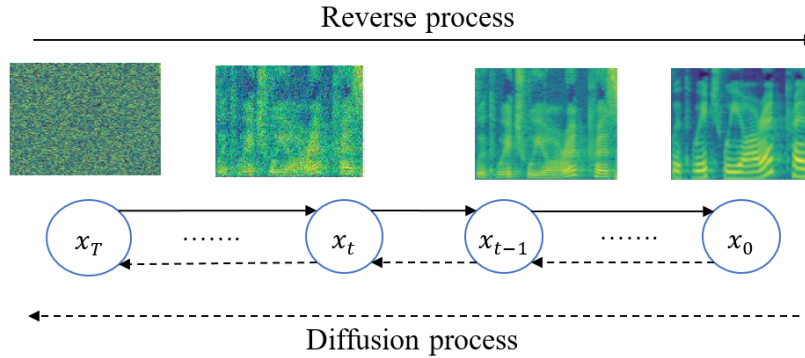 Reverse process
x_T ....... x_t x_{t-1} ....... x_0
Diffusion process